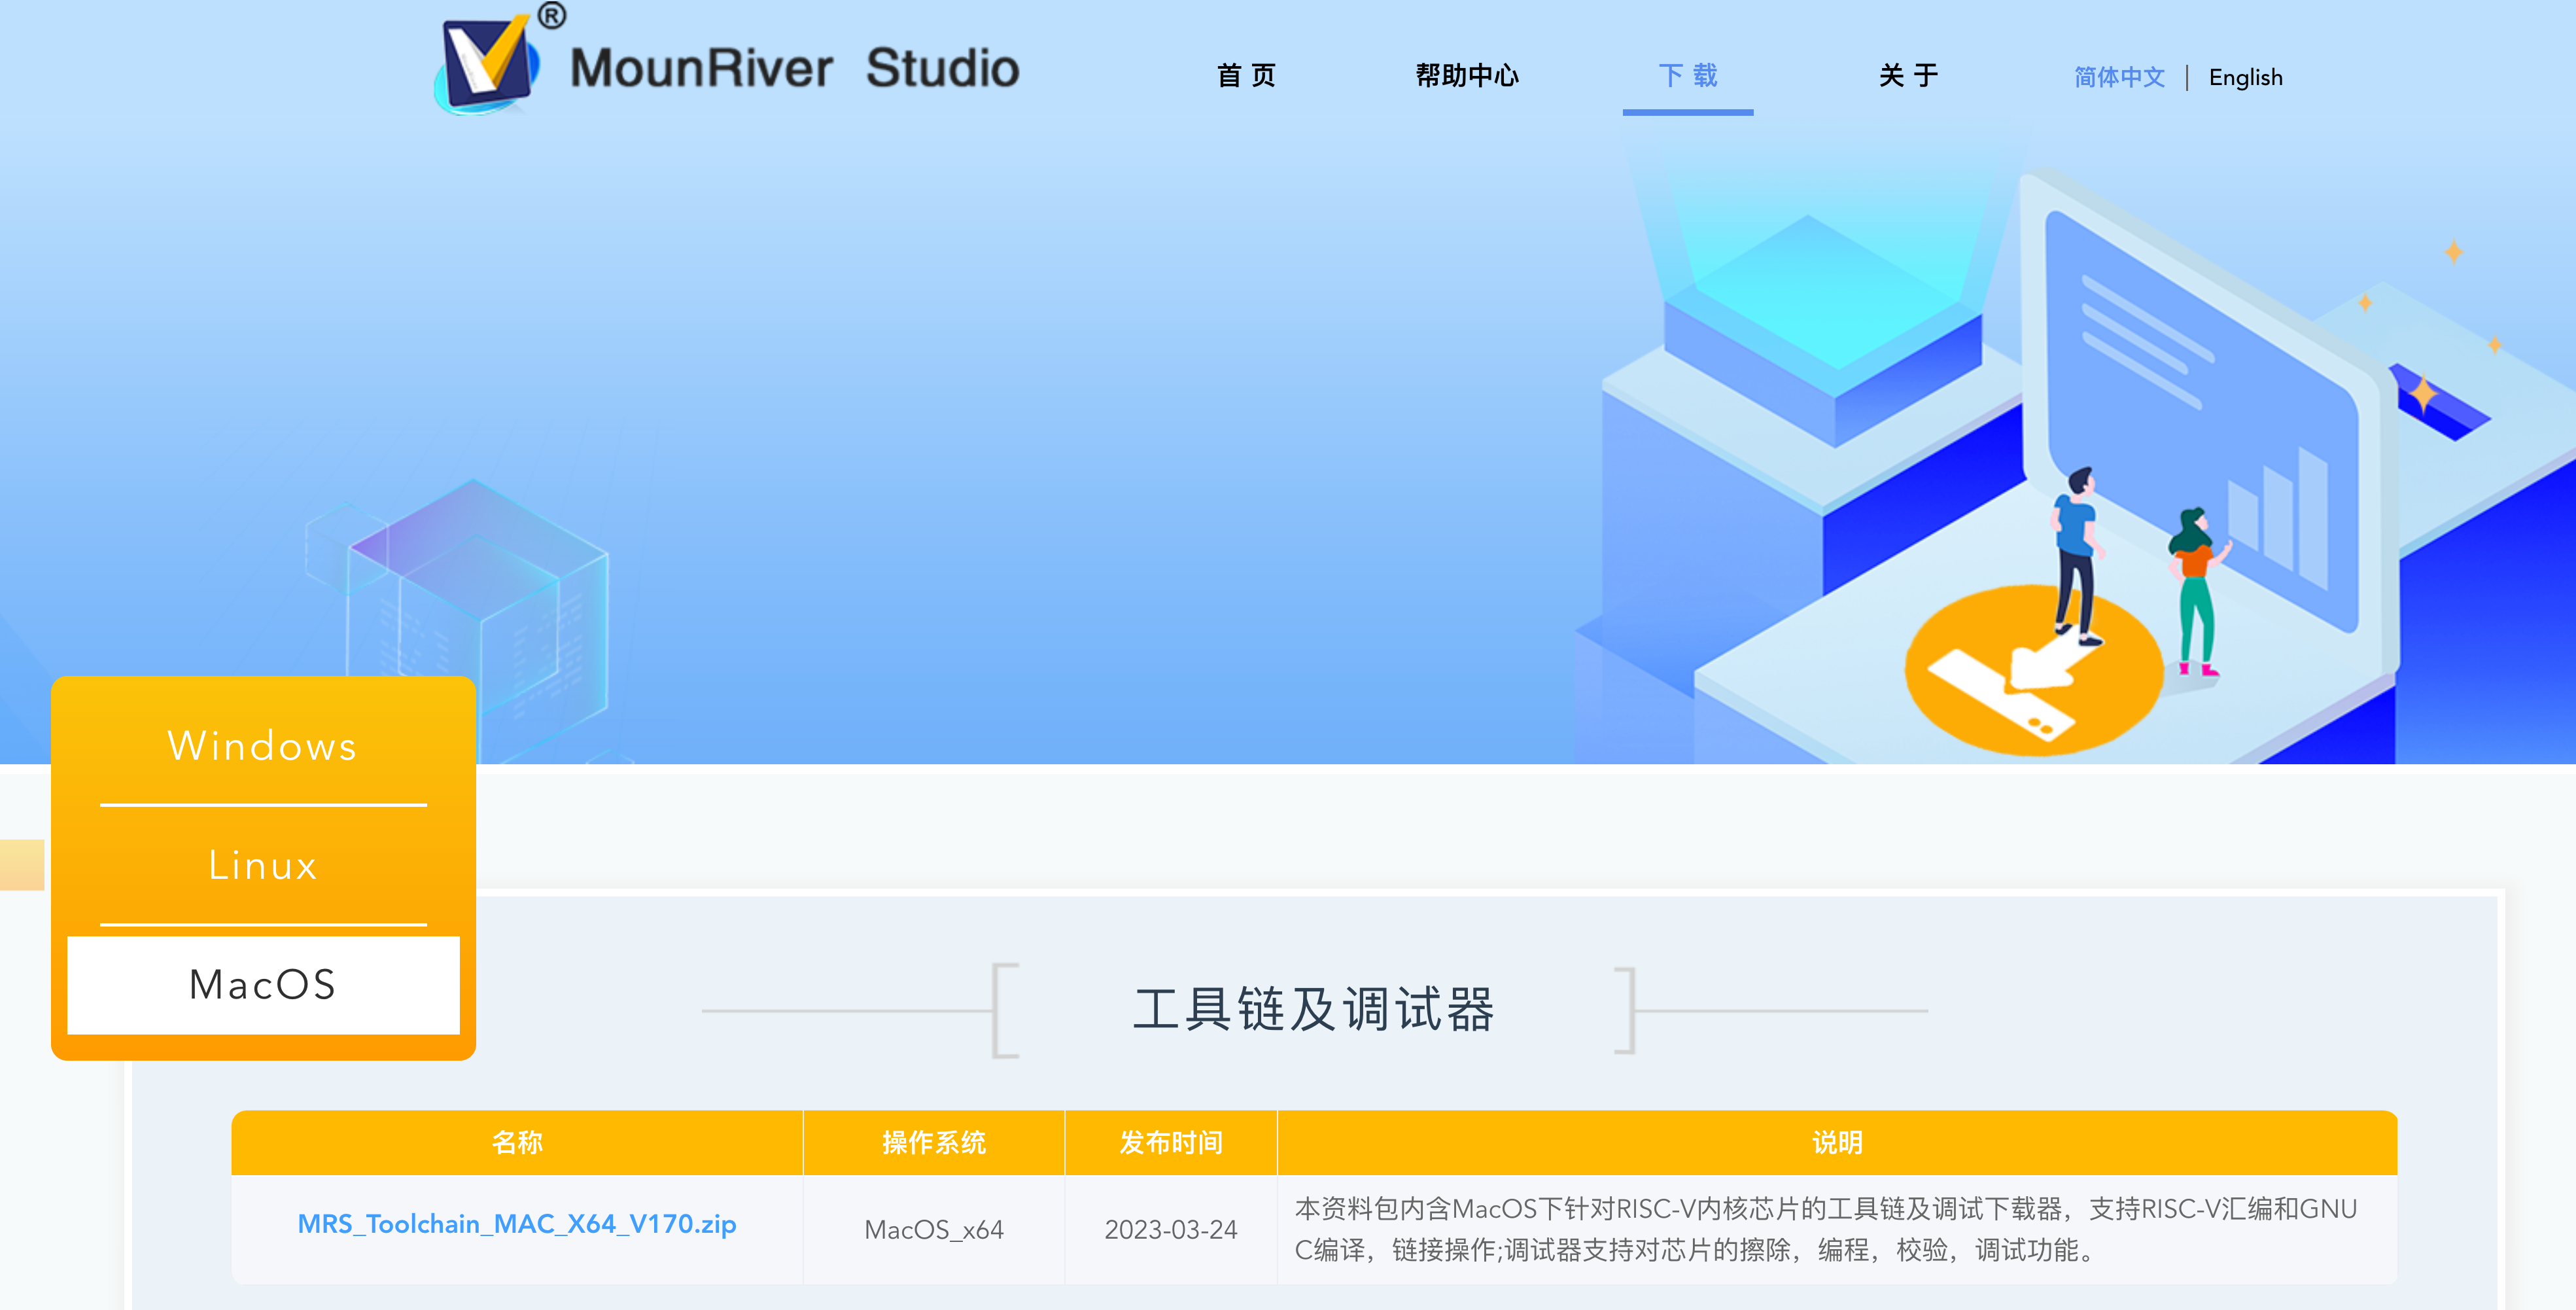 MounRiver Studio ®
首 页
帮助中心
下 载
关 于
简体中文 | English
Windows
Linux
MacOS
工具链及调试器
名称
操作系统
发布时间
说明
MRS_Toolchain_MAC_X64_V170.zip
MacOS_x64
2023-03-24
本资料包内含MacOS下针对RISC-V内核芯片的工具链及调试下载器，支持RISC-V汇编和GNU
C编译，链接操作;调试器支持对芯片的擦除，编程，校验，调试功能。